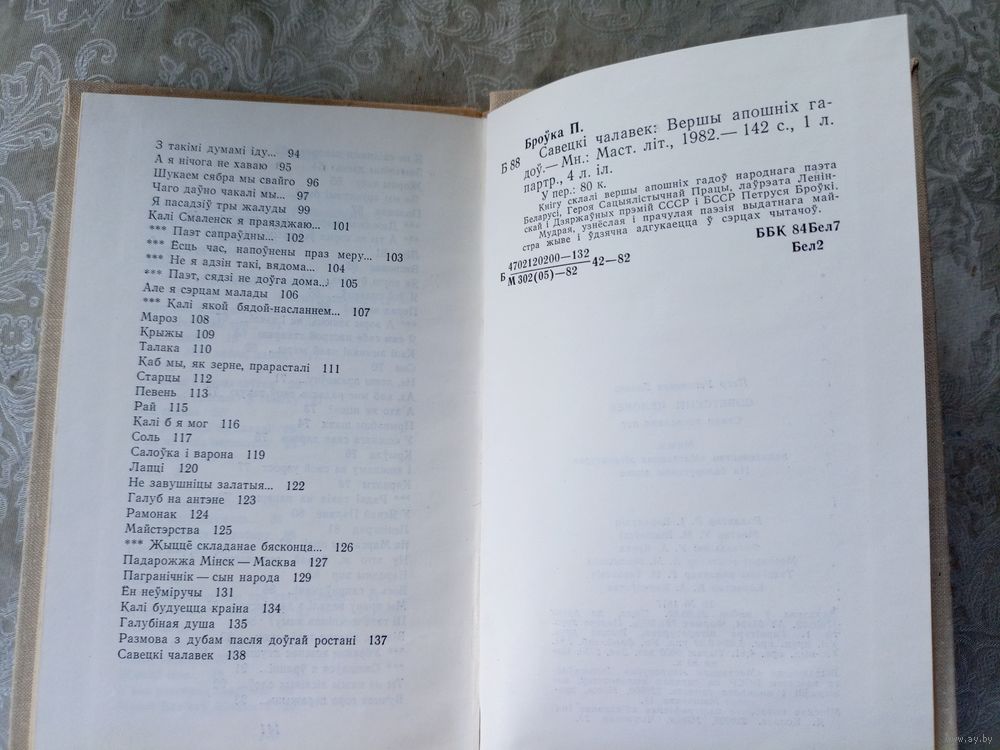 З такімі думамі іду... 94
А я нічога не хаваю 95
Шукаем сябра мы свайго 96
Чаго даўно чакалі мы... 97
Я пасадзіў тры жалуды 99
Калі Смаленск я праязджаю... 101
*** Паэт сапраўдны... 102
*** Ёсць час, напоўнены праз меру... 103
*** Не я адзін такі, вядома... 104
*** Паэт, сядзі не доўга дома... 105
Але я сэрцам малады 106
*** Қалі якой бядой-насланнем... 107
Мароз 108
Крыжы 109
Талака 110
Қаб мы, як зерне, прарасталі 111
Старцы 112
Певень 113
Рай 115
Қалі б я мог 116
Соль 117
Салоўка і варона 119
Лапці 120
Не завушніцы залатыя... 122
Галуб на антэне 123
Рамонак 124
Майстэрства 125
*** Жыццё складанае бясконца... 126
Падарожжа Мінск — Масква 127
Пагранічнік — сын народа 129
Ён неўміручы 131
Калі будуецца краіна 134
Галубіная душа 135
Размова з дубам пасля доўгай ростані 137
Савецкі чалавек 138
Броўка П.
Б 88 Савецкі чалавек: Вершы апошніх га-
доў.— Мн.: Маст. літ., 1982.— 142 с., 1 л.
партр., 4 л. іл.
У пер.: 80 к.
Кнігу склалі вершы апошніх гадоў народнага паэта
Беларусі, Героя Сацыялістычнай Працы, лаўрэата Ленін-
скай і Дзяржаўных прэмій СССР і БССР Петруся Броўкі.
Мудрая, узнёслая і прачулая паэзія выдатнага май-
стра жыве і ўдзячна адгукаецца ў сэрцах чытачоў.
Б 4702120200—132 42—82
М 302(05)—82
ББК 84Бел7
Бел2
www.ay.by